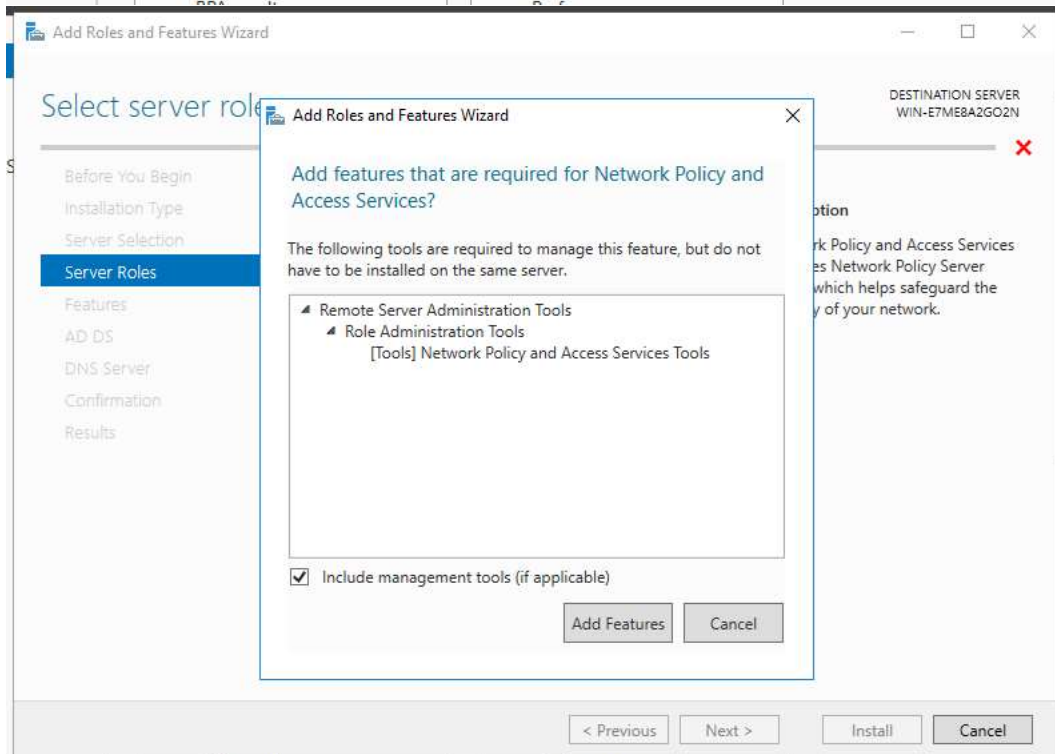 Add Roles and Features Wizard
Select server role
DESTINATION SERVER
WIN-E7ME8A2GO2N
Before You Begin
Installation Type
Server Selection
Server Roles
Features
AD DS
DNS Server
Confirmation
Results
Add Roles and Features Wizard
Add features that are required for Network Policy and
Access Services?
The following tools are required to manage this feature, but do not
have to be installed on the same server.
Remote Server Administration Tools
Role Administration Tools
[Tools] Network Policy and Access Services Tools
Include management tools (if applicable)
Add Features
Cancel
ption
rk Policy and Access Services
es Network Policy Server
which helps safeguard the
y of your network.
< Previous
Next >
Install
Cancel